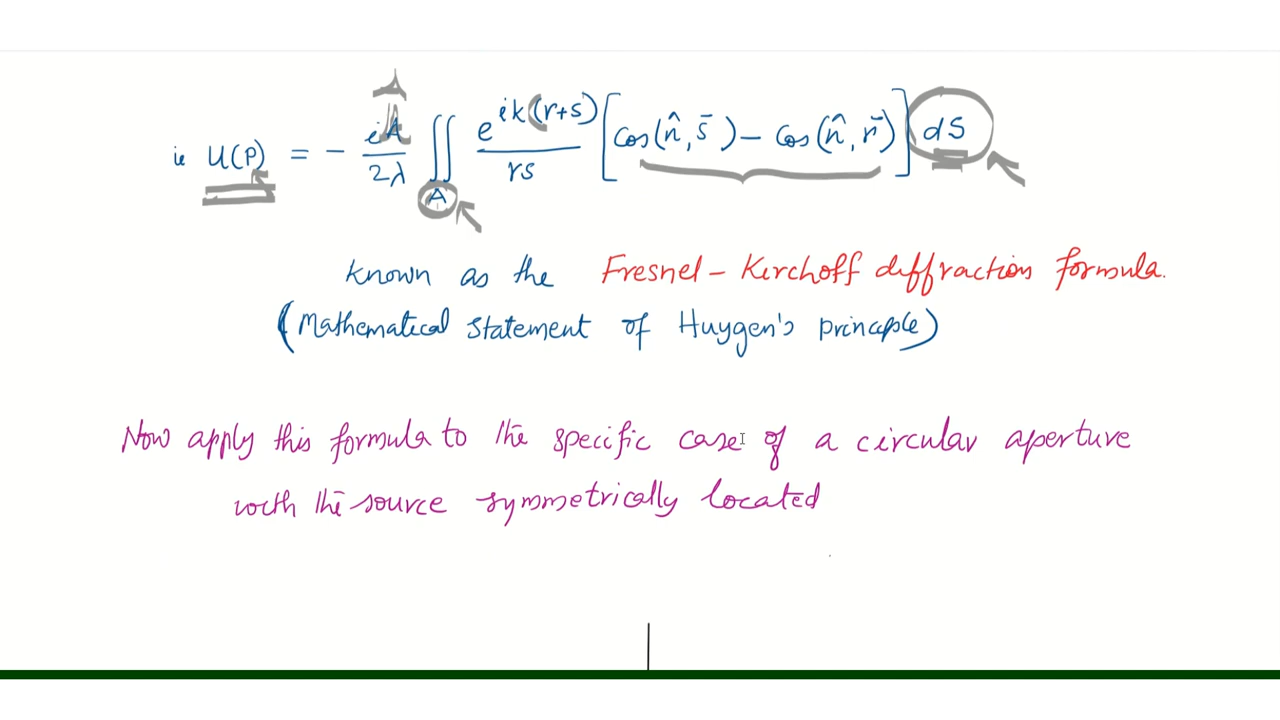 ie U(P) = - iA/2λ ∬_A e^{ik(r+s)}/rs [cos(n̂, s̄) - cos(n̂, r̄)] dS
known as the Fresnel - Kirchoff diffraction formula.
(Mathematical statement of Huygen's principle)
Now apply this formula to the specific case of a circular aperture
with the source symmetrically located